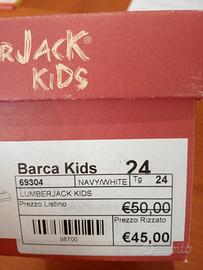 RJACK
KIDS
Barca Kids 24
69304 NAVY/WHITE Tg 24
LUMBERJACK KIDS
Prezzo Listino €50,00
Prezzo Rizzato
98700 €45,00